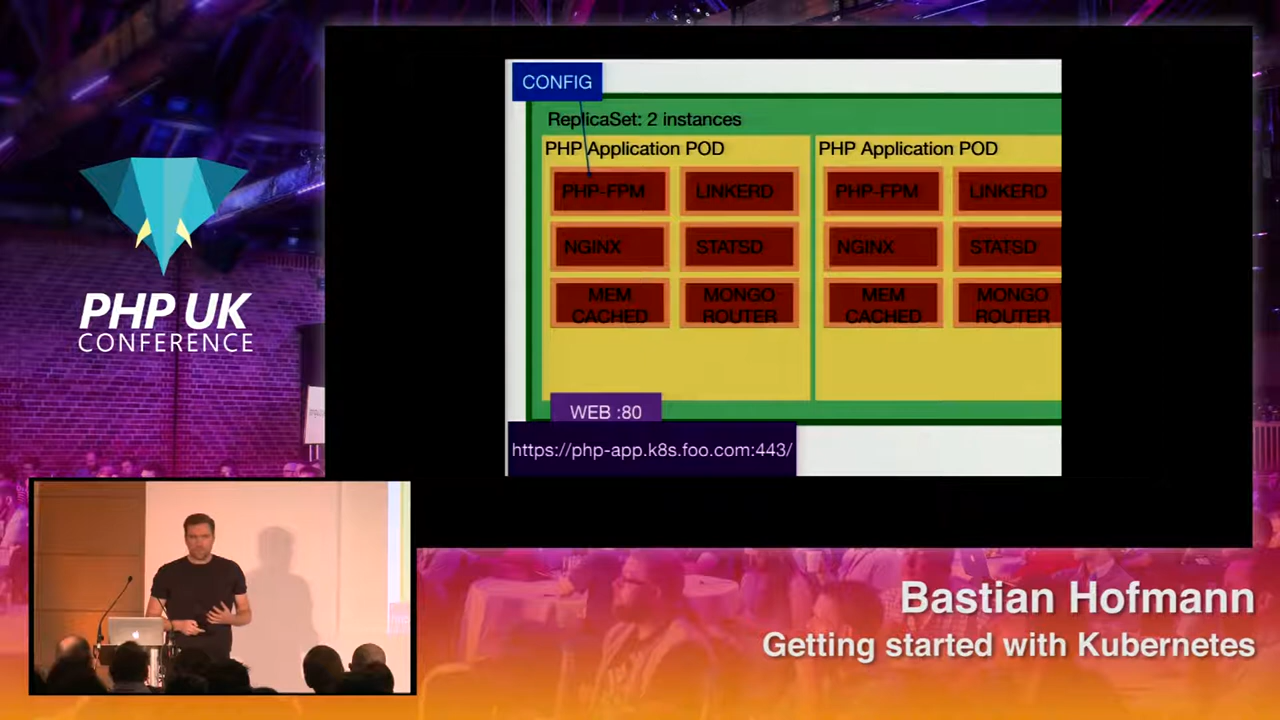 CONFIG
ReplicaSet: 2 instances
PHP Application POD
PHP Application POD
PHP-FPM
LINKERD
PHP-FPM
LINKERD
NGINX
STATSD
NGINX
STATSD
MEM
CACHED
MONGO
ROUTER
MEM
CACHED
MONGO
ROUTER
WEB :80
https://php-app.k8s.foo.com:443/
PHP UK
CONFERENCE
Bastian Hofmann
Getting started with Kubernetes